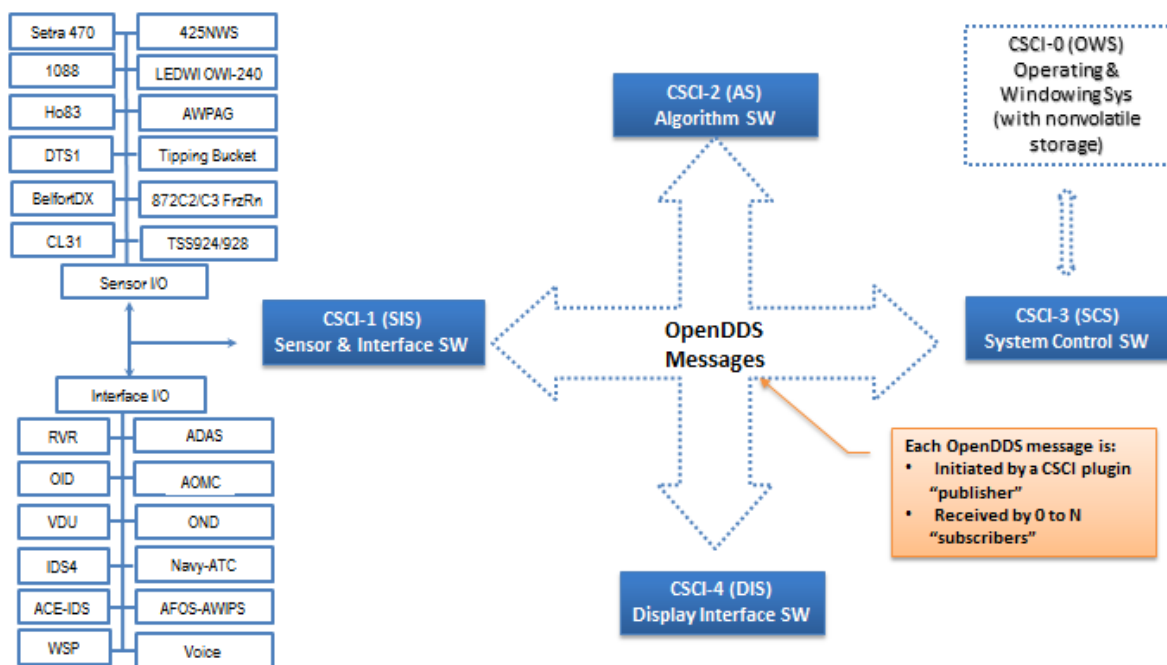 Setra 470
425NWS
1088
LEDWI OWI-240
Ho83
AWPAG
DTS1
Tipping Bucket
BelfortDX
872C2/C3 FrzRn
CL31
TSS924/928
Sensor I/O
Interface I/O
RVR
ADAS
OID
AOMC
VDU
OND
IDS4
Navy-ATC
ACE-IDS
AFOS-AWIPS
WSP
Voice
CSCI-1 (SIS)
Sensor & Interface SW
CSCI-2 (AS)
Algorithm SW
OpenDDS
Messages
CSCI-4 (DIS)
Display Interface SW
CSCI-0 (OWS)
Operating &
Windowing Sys
(with nonvolatile
storage)
CSCI-3 (SCS)
System Control SW
Each OpenDDS message is:
• Initiated by a CSCI plugin
“publisher”
• Received by 0 to N
“subscribers”